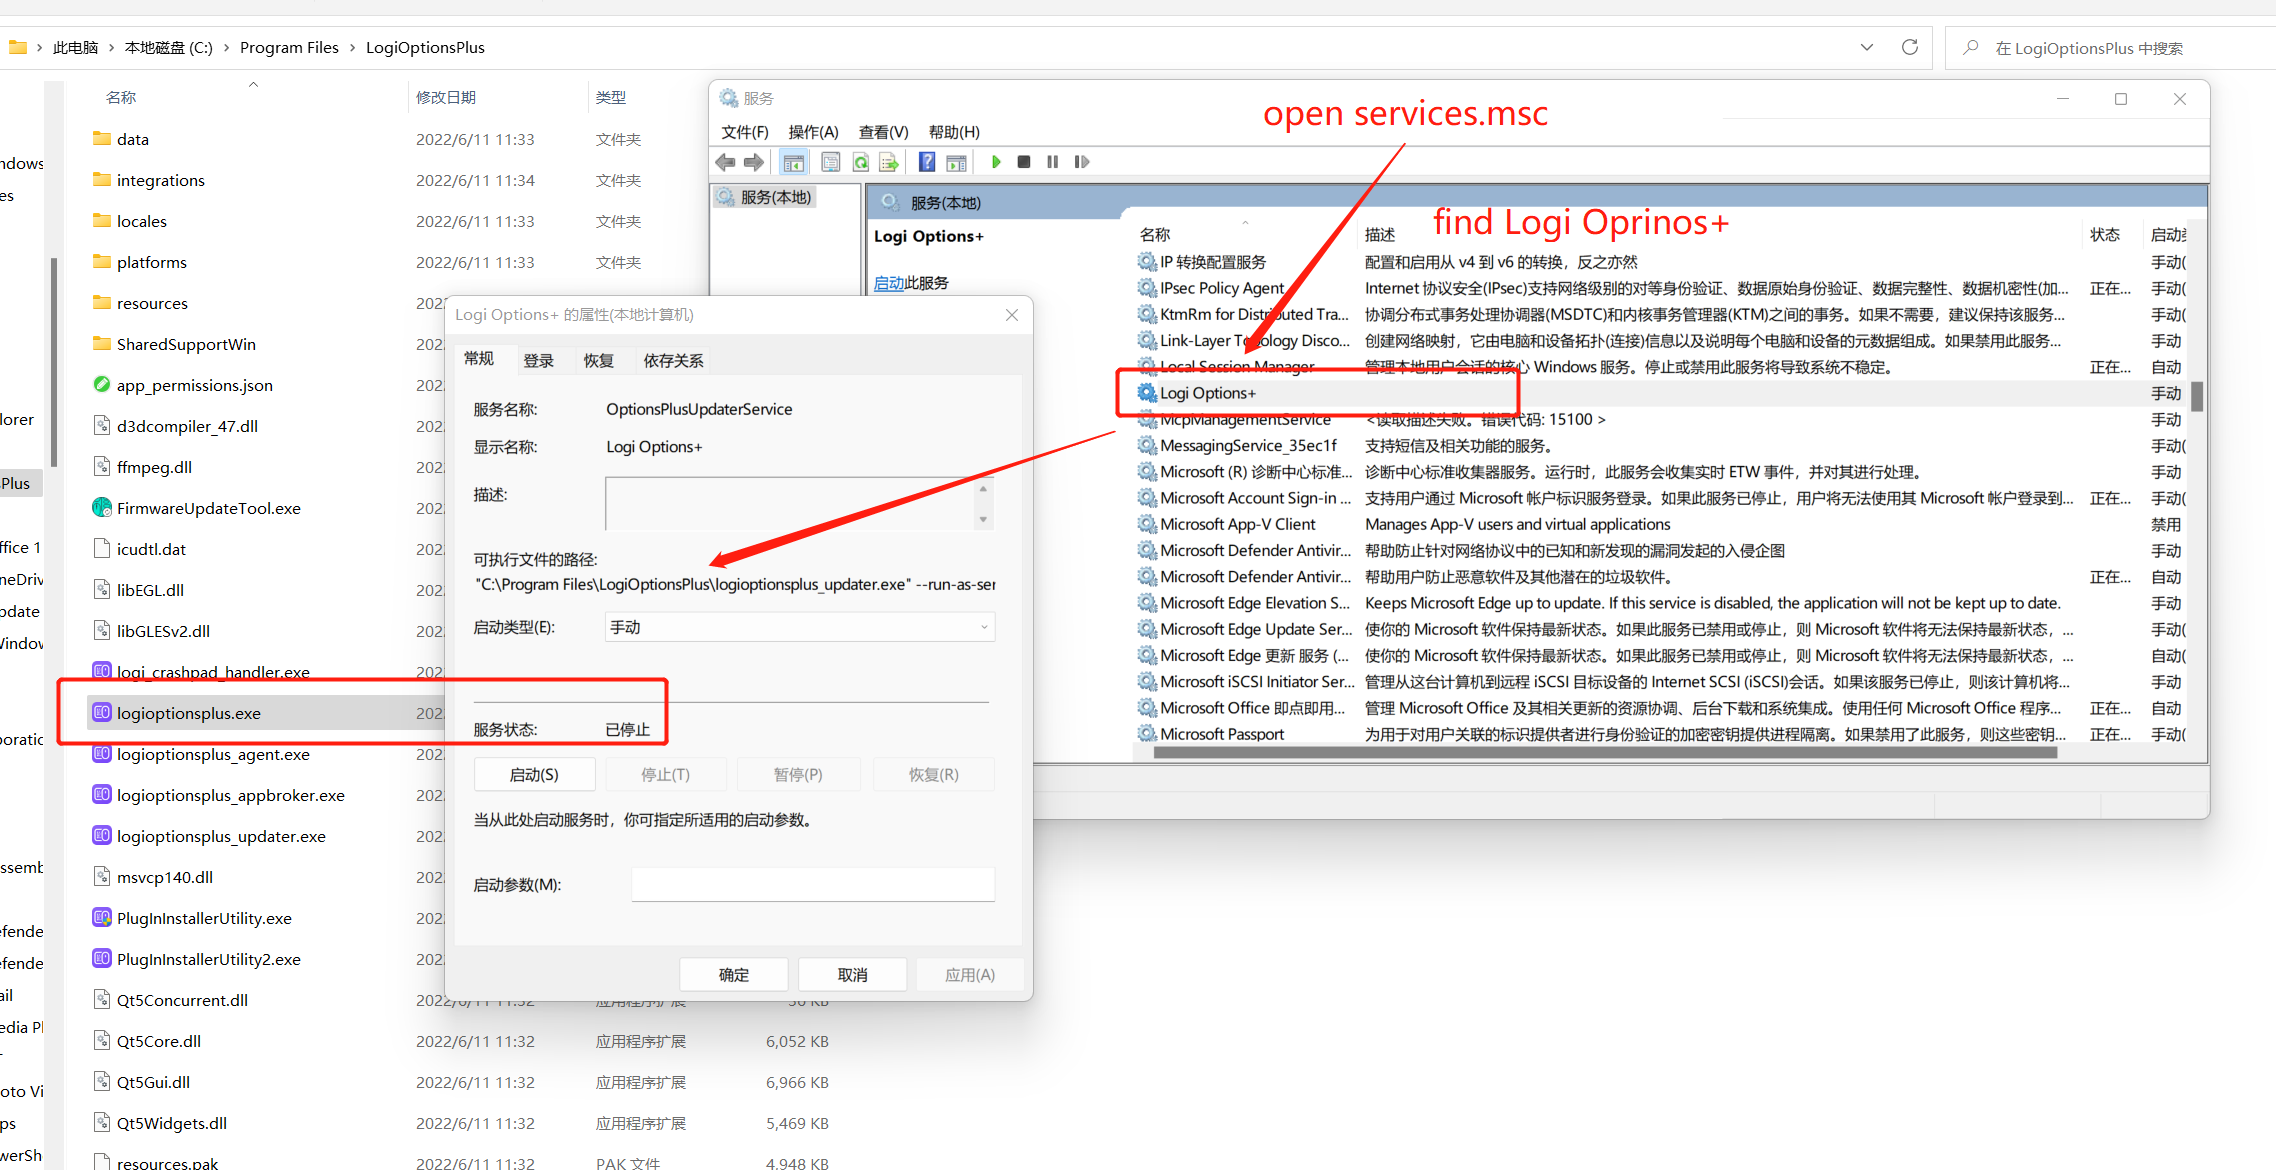 此电脑 › 本地磁盘 (C:) › Program Files › LogiOptionsPlus
在 LogiOptionsPlus 中搜索
名称 修改日期 类型
data 2022/6/11 11:33 文件夹
integrations 2022/6/11 11:34 文件夹
locales 2022/6/11 11:33 文件夹
platforms 2022/6/11 11:33 文件夹
resources 202
SharedSupportWin 202
app_permissions.json 202
d3dcompiler_47.dll 202
ffmpeg.dll 202
FirmwareUpdateTool.exe 202
icudtl.dat 202
libEGL.dll 202
libGLESv2.dll 202
logi_crashpad_handler.exe 202
logioptionsplus.exe 202
logioptionsplus_agent.exe 202
logioptionsplus_appbroker.exe 202
logioptionsplus_updater.exe 202
msvcp140.dll 202
PlugInInstallerUtility.exe 202
PlugInInstallerUtility2.exe 202
Qt5Concurrent.dll 2022/6/11 11:32 应用程序扩展 36 KB
Qt5Core.dll 2022/6/11 11:32 应用程序扩展 6,052 KB
Qt5Gui.dll 2022/6/11 11:32 应用程序扩展 6,966 KB
Qt5Widgets.dll 2022/6/11 11:32 应用程序扩展 5,469 KB
resources.pak 2022/6/11 11:32 PAK 文件 4,948 KB
ndows
es
lorer
Plus
ffice 1
neDriv
pdate
Vindow
poratic
ssemb
efende
efende
ail
edia Pl
oto Vi
ps
werSh
服务
open services.msc
文件(F) 操作(A) 查看(V) 帮助(H)
服务(本地)
服务(本地)
find Logi Oprinos+
Logi Options+
启动此服务
名称 描述 状态 启动类
IP 转换配置服务 配置和启用从 v4 到 v6 的转换，反之亦然 手动(
IPsec Policy Agent Internet 协议安全(IPsec)支持网络级别的对等身份验证、数据原始身份验证、数据完整性、数据机密性(加... 正在... 手动(
KtmRm for Distributed Tra... 协调分布式事务处理协调器(MSDTC)和内核事务管理器(KTM)之间的事务。如果不需要，建议保持该服务... 手动(
Link-Layer Topology Disco... 创建网络映射，它由电脑和设备拓扑(连接)信息以及说明每个电脑和设备的元数据组成。如果禁用此服务... 手动
Local Session Manager 管理本地用户会话的核心 Windows 服务。停止或禁用此服务将导致系统不稳定。 正在... 自动
Logi Options+ 手动
McpManagementService <读取描述失败。错误代码: 15100 > 手动
MessagingService_35ec1f 支持短信及相关功能的服务。 手动(
Microsoft (R) 诊断中心标准... 诊断中心标准收集器服务。运行时，此服务会收集实时 ETW 事件，并对其进行处理。 手动
Microsoft Account Sign-in ... 支持用户通过 Microsoft 帐户标识服务登录。如果此服务已停止，用户将无法使用其 Microsoft 帐户登录到... 正在... 手动(
Microsoft App-V Client Manages App-V users and virtual applications 禁用
Microsoft Defender Antivir... 帮助防止针对网络协议中的已知和新发现的漏洞发起的入侵企图 手动
Microsoft Defender Antivir... 帮助用户防止恶意软件及其他潜在的垃圾软件。 正在... 自动
Microsoft Edge Elevation S... Keeps Microsoft Edge up to update. If this service is disabled, the application will not be kept up to date. 手动
Microsoft Edge Update Ser... 使你的 Microsoft 软件保持最新状态。如果此服务已禁用或停止，则 Microsoft 软件将无法保持最新状态，... 手动(
Microsoft Edge 更新 服务 (... 使你的 Microsoft 软件保持最新状态。如果此服务已禁用或停止，则 Microsoft 软件将无法保持最新状态，... 自动(
Microsoft iSCSI Initiator Ser... 管理从这台计算机到远程 iSCSI 目标设备的 Internet SCSI (iSCSI)会话。如果该服务已停止，则该计算机将... 手动
Microsoft Office 即点即用... 管理 Microsoft Office 及其相关更新的资源协调、后台下载和系统集成。使用任何 Microsoft Office 程序... 正在... 自动
Microsoft Passport 为用于对用户关联的标识提供者进行身份验证的加密密钥提供进程隔离。如果禁用了此服务，则这些密钥... 正在... 手动(
Logi Options+ 的属性(本地计算机)
常规 登录 恢复 依存关系
服务名称: OptionsPlusUpdaterService
显示名称: Logi Options+
描述:
可执行文件的路径:
"C:\Program Files\LogiOptionsPlus\logioptionsplus_updater.exe" --run-as-ser
启动类型(E): 手动
服务状态: 已停止
启动(S) 停止(T) 暂停(P) 恢复(R)
当从此处启动服务时，你可指定所适用的启动参数。
启动参数(M):
确定 取消 应用(A)